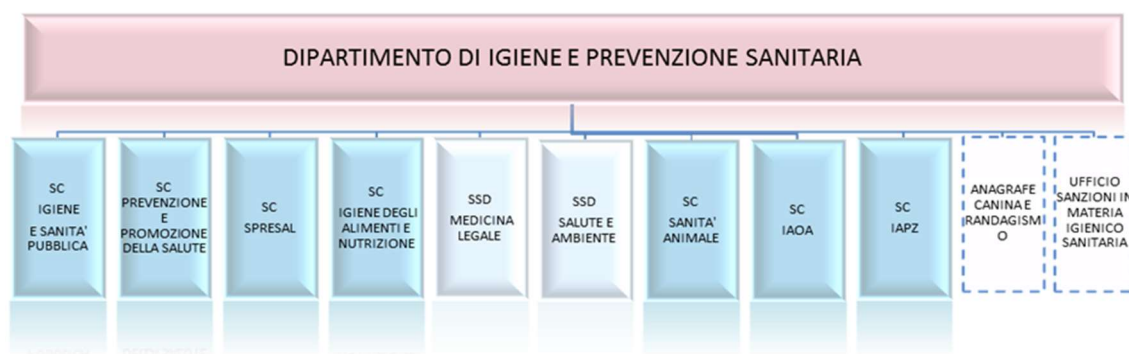 DIPARTIMENTO DI IGIENE E PREVENZIONE SANITARIA
SC
IGIENE
E SANITA' PUBBLICA
SC
PREVENZIONE
E
PROMOZIONE
DELLA SALUTE
SC
SPRESAL
SC
IGIENE DEGLI
ALIMENTI E
NUTRIZIONE
SSD
MEDICINA
LEGALE
SSD
SALUTE E
AMBIENTE
SC
SANITA'
ANIMALE
SC
IAOA
SC
IAPZ
ANAGRAFE
CANINA E
RANDAGISM
O
UFFICIO
SANZIONI IN
MATERIA
IGIENICO
SANITARIA